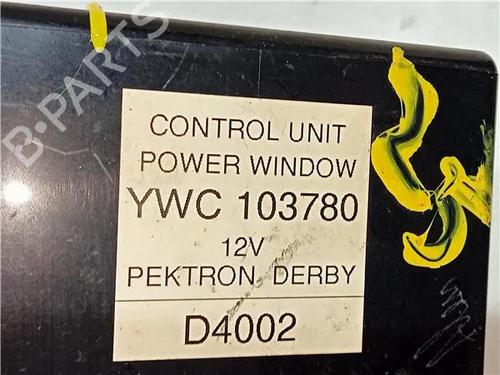 B-PARTS
CONTROL UNIT
POWER WINDOW
YWC 103780
12V
PEKTRON DERBY
D4002